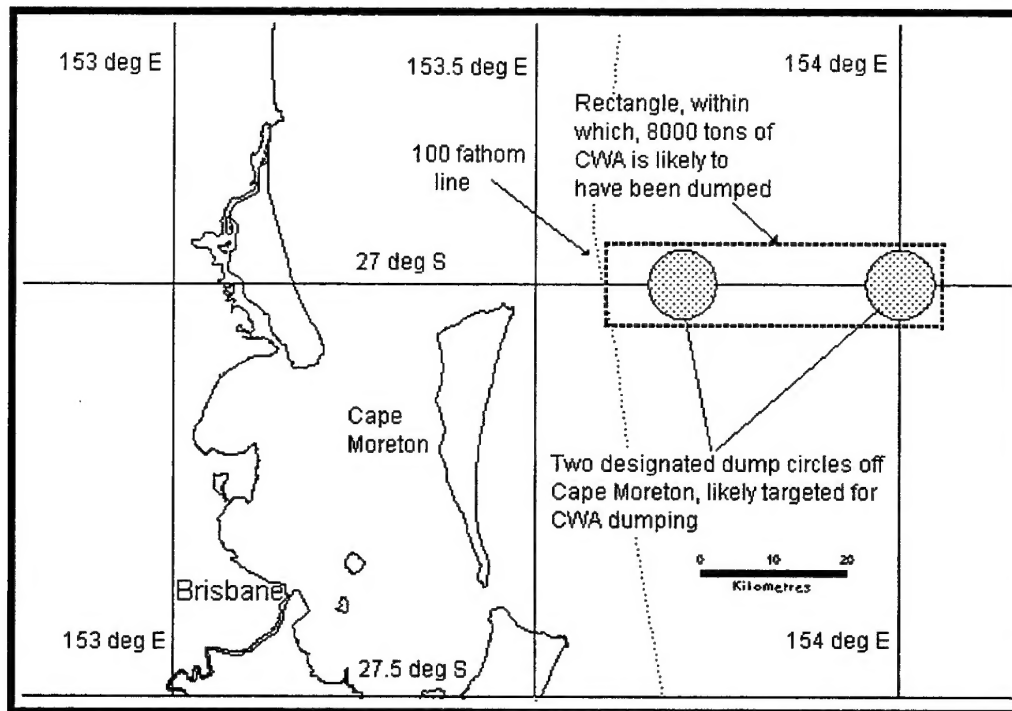 153 deg E
153.5 deg E
154 deg E
Rectangle, within
which, 8000 tons of
CWA is likely to
have been dumped
100 fathom
line
27 deg S
Cape
Moreton
Two designated dump circles off
Cape Moreton, likely targeted for
CWA dumping
0 10 20
Kilometres
Brisbane
153 deg E
27.5 deg S
154 deg E